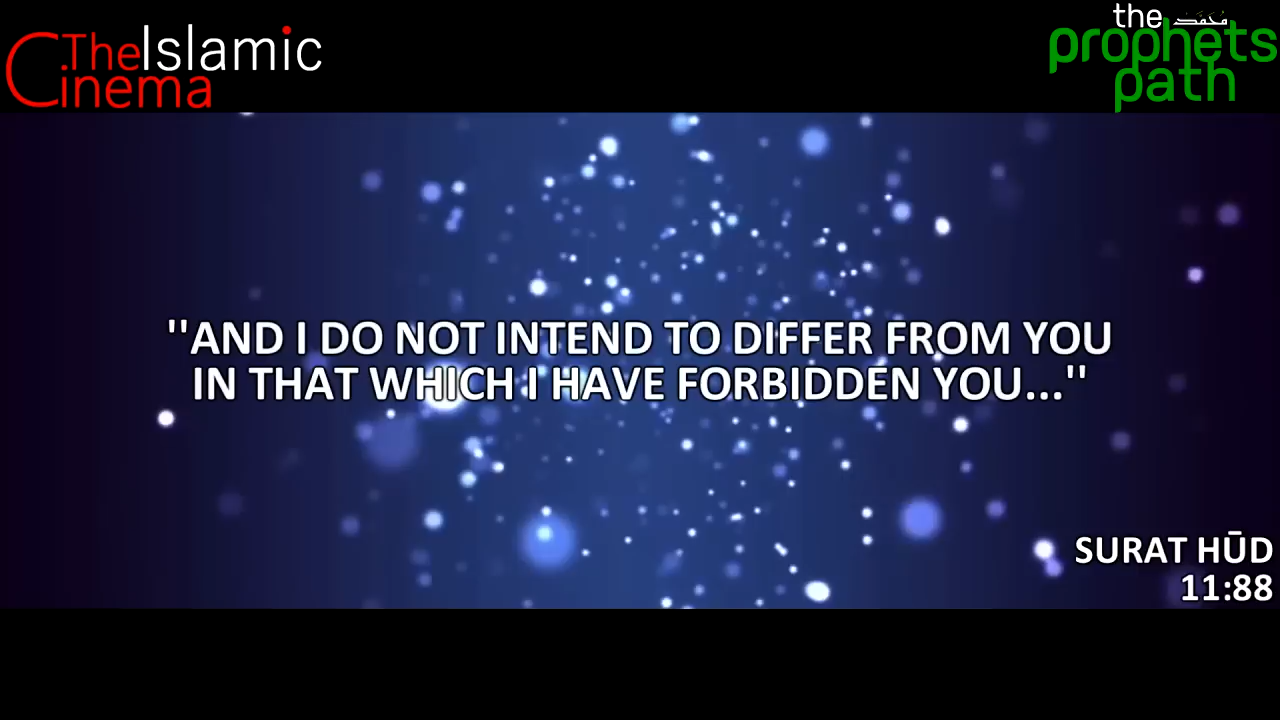 The Islamic
Cinema
the مُحَمَّد
prophets
path
"AND I DO NOT INTEND TO DIFFER FROM YOU
IN THAT WHICH I HAVE FORBIDDEN YOU..."
SURAT HŪD
11:88